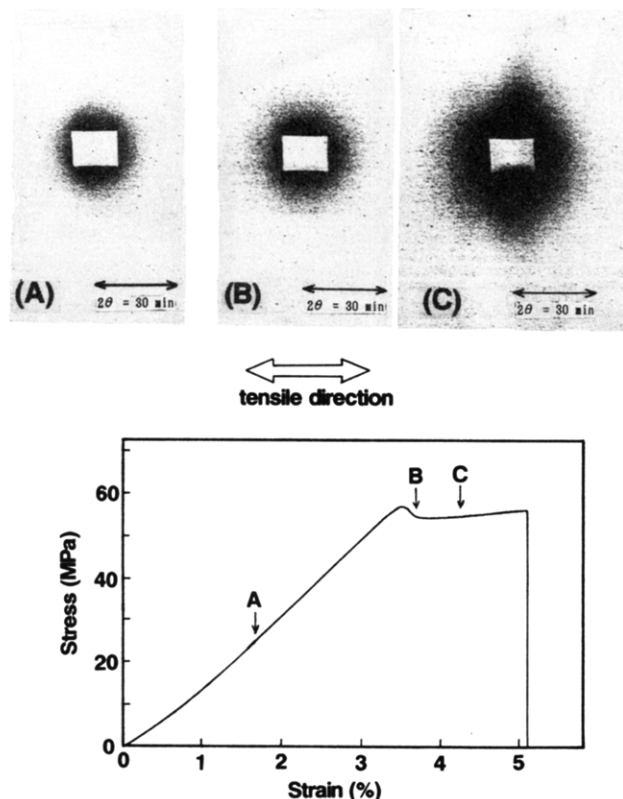 (A)
2θ = 30 min
(B)
2θ = 30 min
(C)
2θ = 30 min
tensile direction
Stress (MPa)
60
40
20
0
A
B
C
0 1 2 3 4 5
Strain (%)